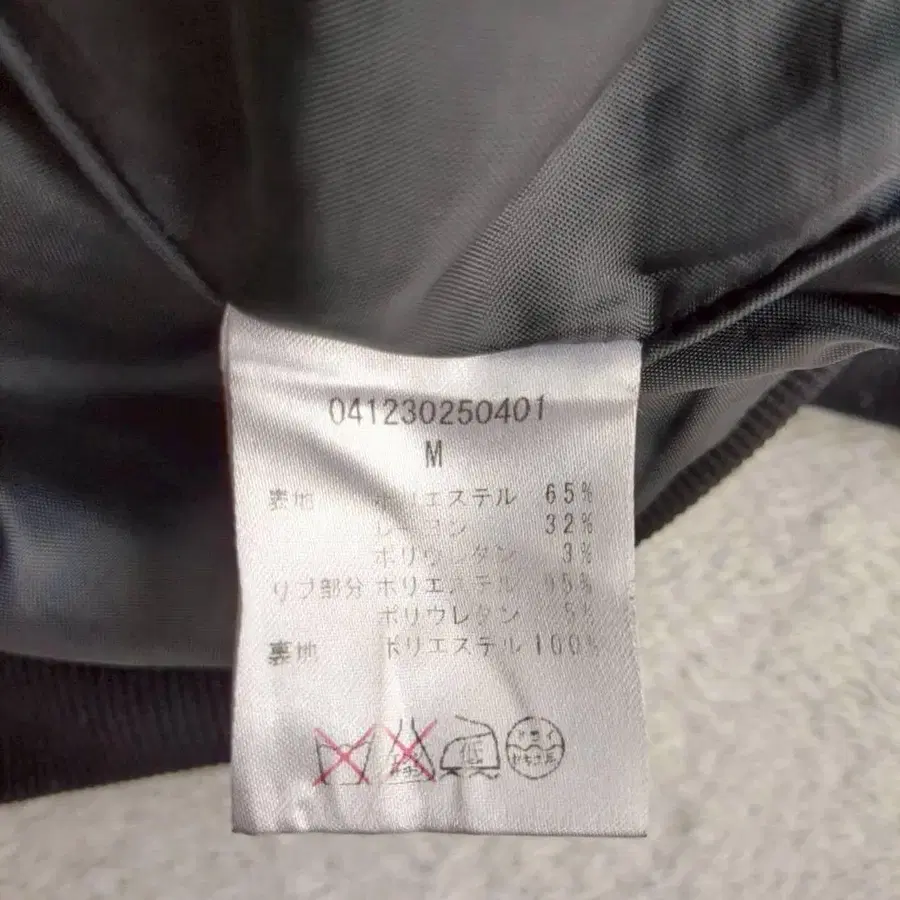 041230250401
M
表地 ポリエステル 65%
レーヨン 32%
ポリウレタン 3%
リブ部分 ポリエステル 95%
ポリウレタン 5%
裏地 ポリエステル 100%
低